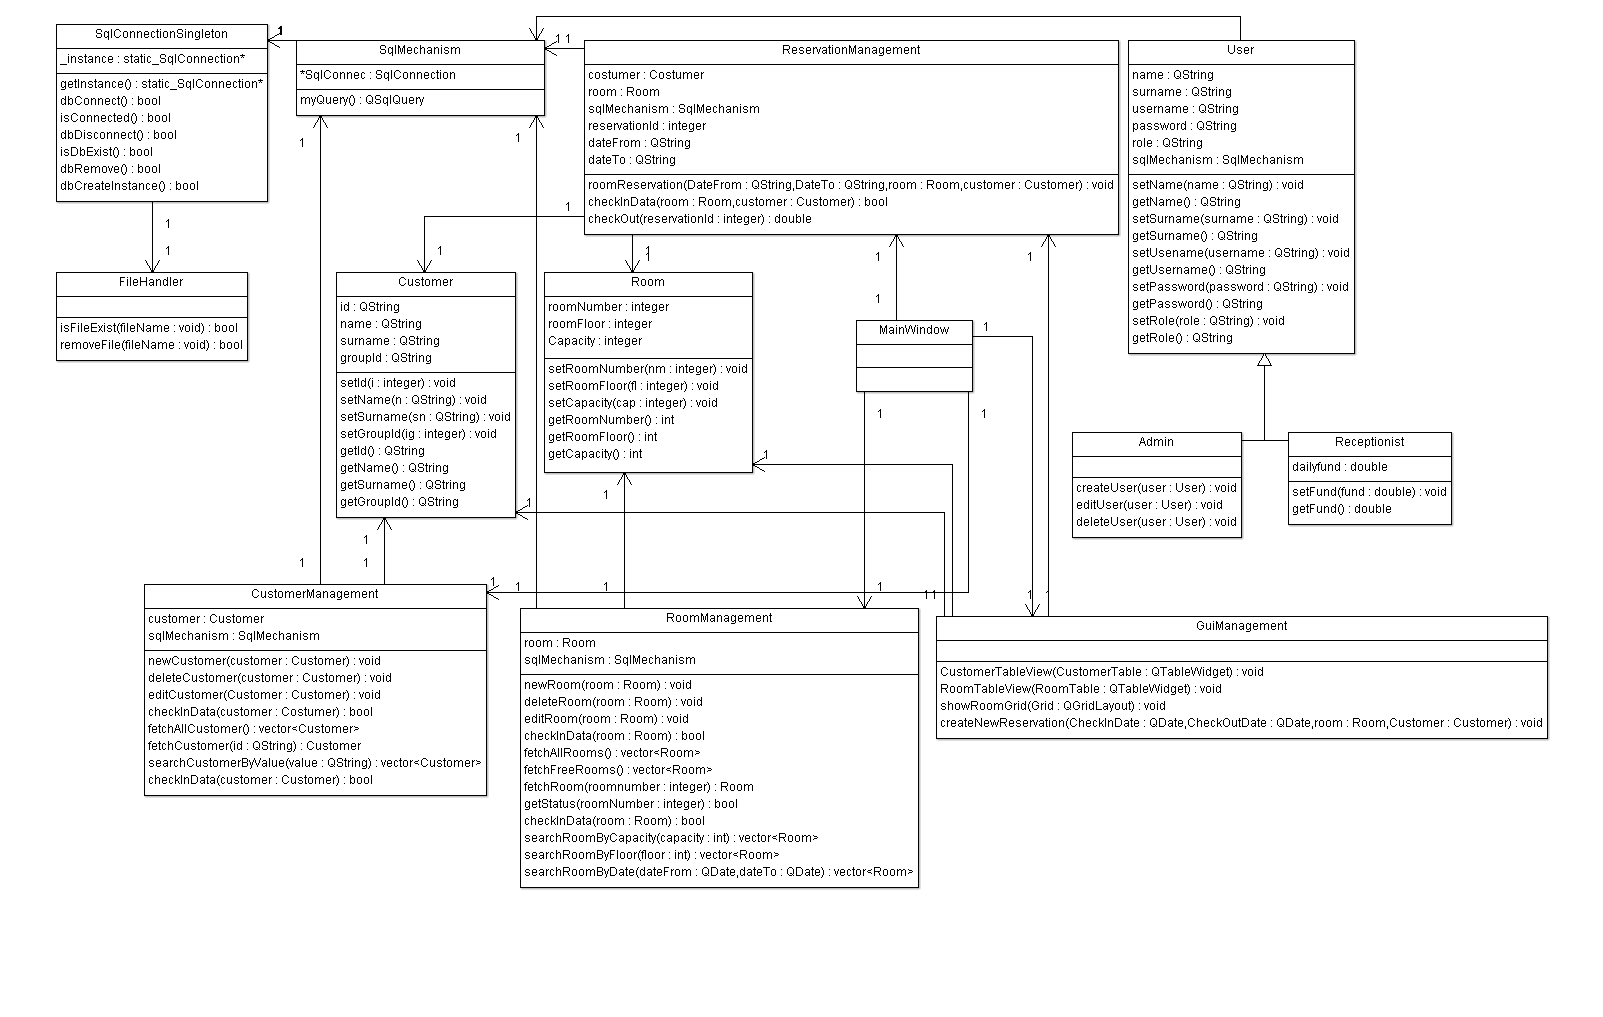 SqlConnectionSingleton
_instance : static_SqlConnection*
getInstance() : static_SqlConnection*
dbConnect() : bool
isConnected() : bool
dbDisconnect() : bool
isDbExist() : bool
dbRemove() : bool
dbCreateInstance() : bool
1
SqlMechanism
*SqlConnec : SqlConnection
myQuery() : QSqlQuery
1 1
ReservationManagement
costumer : Costumer
room : Room
sqlMechanism : SqlMechanism
reservationId : integer
dateFrom : QString
dateTo : QString
roomReservation(DateFrom : QString,DateTo : QString,room : Room,customer : Customer) : void
checkInData(room : Room,customer : Customer) : bool
checkOut(reservationId : integer) : double
User
name : QString
surname : QString
username : QString
password : QString
role : QString
sqlMechanism : SqlMechanism
setName(name : QString) : void
getName() : QString
setSurname(surname : QString) : void
getSurname() : QString
setUsename(username : QString) : void
getUsername() : QString
setPassword(password : QString) : void
getPassword() : QString
setRole(role : QString) : void
getRole() : QString
1
1
1
1
1
1
1
1
1
FileHandler
isFileExist(fileName : void) : bool
removeFile(fileName : void) : bool
Customer
id : QString
name : QString
surname : QString
groupId : QString
setId(i : integer) : void
setName(n : QString) : void
setSurname(sn : QString) : void
setGroupId(ig : integer) : void
getId() : QString
getName() : QString
getSurname() : QString
getGroupId() : QString
Room
roomNumber : integer
roomFloor : integer
Capacity : integer
setRoomNumber(nm : integer) : void
setRoomFloor(fl : integer) : void
setCapacity(cap : integer) : void
getRoomNumber() : int
getRoomFloor() : int
getCapacity() : int
1
MainWindow
1
1
1
Admin
createUser(user : User) : void
editUser(user : User) : void
deleteUser(user : User) : void
Receptionist
dailyfund : double
setFund(fund : double) : void
getFund() : double
1
1
1
1
1
1
1
1
1
1
1
11
1
1
CustomerManagement
customer : Customer
sqlMechanism : SqlMechanism
newCustomer(customer : Customer) : void
deleteCustomer(customer : Customer) : void
editCustomer(Customer : Customer) : void
checkInData(customer : Costumer) : bool
fetchAllCustomer() : vector<Customer>
fetchCustomer(id : QString) : Customer
searchCustomerByValue(value : QString) : vector<Customer>
checkInData(customer : Customer) : bool
RoomManagement
room : Room
sqlMechanism : SqlMechanism
newRoom(room : Room) : void
deleteRoom(room : Room) : void
editRoom(room : Room) : void
checkInData(room : Room) : bool
fetchAllRooms() : vector<Room>
fetchFreeRooms() : vector<Room>
fetchRoom(roomnumber : integer) : Room
getStatus(roomNumber : integer) : bool
checkInData(room : Room) : bool
searchRoomByCapacity(capacity : int) : vector<Room>
searchRoomByFloor(floor : int) : vector<Room>
searchRoomByDate(dateFrom : QDate,dateTo : QDate) : vector<Room>
GuiManagement
CustomerTableView(CustomerTable : QTableWidget) : void
RoomTableView(RoomTable : QTableWidget) : void
showRoomGrid(Grid : QGridLayout) : void
createNewReservation(CheckInDate : QDate,CheckOutDate : QDate,room : Room,Customer : Customer) : void